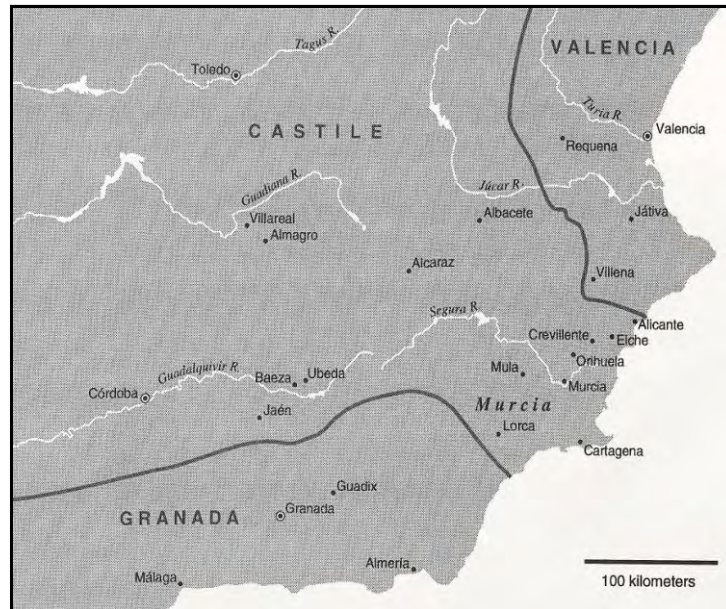 VALENCIA
Tagus R.
Toledo
Turia R.
Valencia
CASTILE
Requena
Guadiana R.
Júcar R.
Villareal
Albacete
Játiva
Almagro
Alcaraz
Villena
Segura R.
Alicante
Crevillente
Elche
Guadalquivir R.
Orihuela
Baeza
Ubeda
Mula
Murcia
Córdoba
Murcia
Jaén
Lorca
Cartagena
Guadix
GRANADA
Granada
Almería
Málaga
100 kilometers